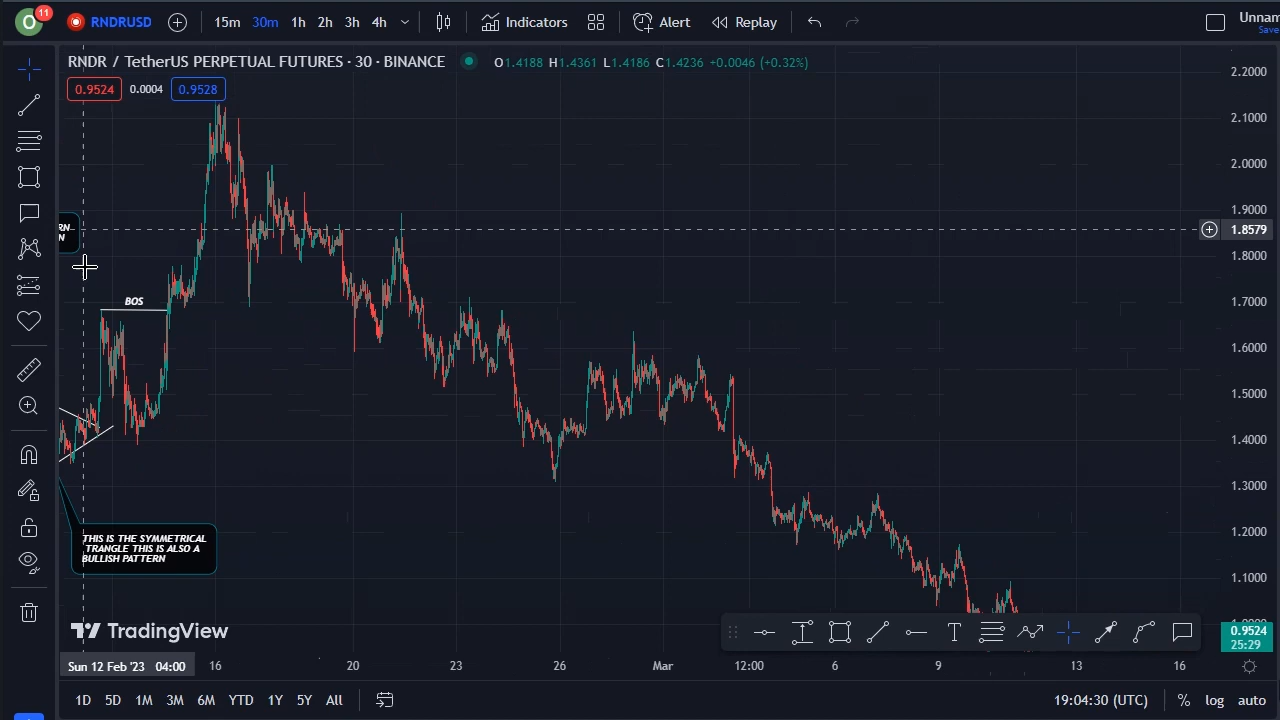 O
11
RNDRUSD
15m 30m 1h 2h 3h 4h
Indicators
Alert
Replay
Unnam
Save
RNDR / TetherUS PERPETUAL FUTURES · 30 · BINANCE
O1.4188 H1.4361 L1.4186 C1.4236 +0.0046 (+0.32%)
0.9524 0.0004 0.9528
2.2000
2.1000
2.0000
1.9000
1.8579
1.8000
1.7000
1.6000
1.5000
1.4000
1.3000
1.2000
1.1000
0.9524
25:29
RN
N
BOS
THIS IS THE SYMMETRICAL
TRANGLE THIS IS ALSO A
BULLISH PATTERN
TradingView
Sun 12 Feb '23 04:00
16 20 23 26 Mar 12:00 6 9 13 16
1D 5D 1M 3M 6M YTD 1Y 5Y All
19:04:30 (UTC) % log auto